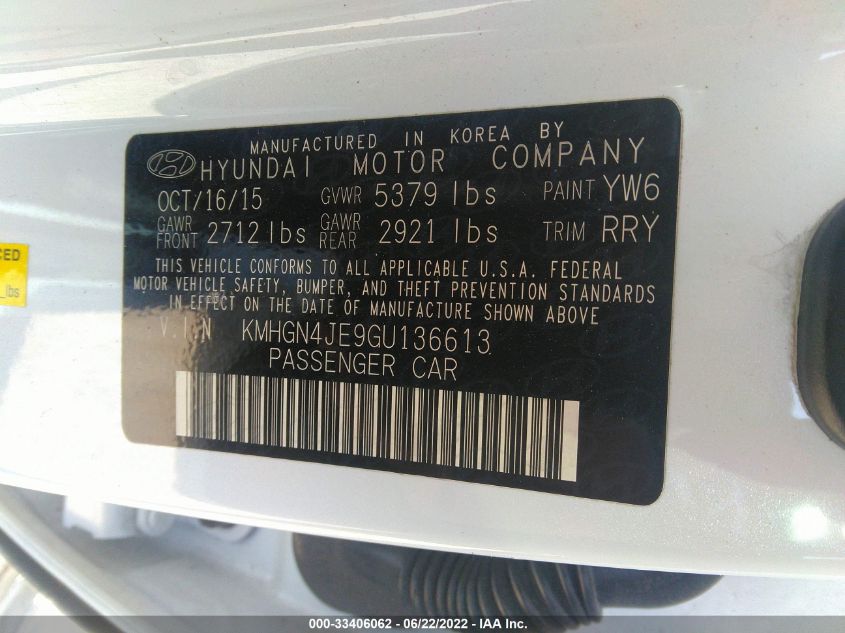 MANUFACTURED IN KOREA BY
HYUNDAI MOTOR COMPANY
OCT/16/15 GVWR 5379 lbs PAINT YW6
GAWR FRONT 2712 lbs GAWR REAR 2921 lbs TRIM RRY
THIS VEHICLE CONFORMS TO ALL APPLICABLE U.S.A. FEDERAL
MOTOR VEHICLE SAFETY, BUMPER, AND THEFT PREVENTION STANDARDS
IN EFFECT ON THE DATE OF MANUFACTURE SHOWN ABOVE
V.I.N KMHGN4JE9GU136613
PASSENGER CAR
lbs
000-33406062 - 06/22/2022 - (1000553727)